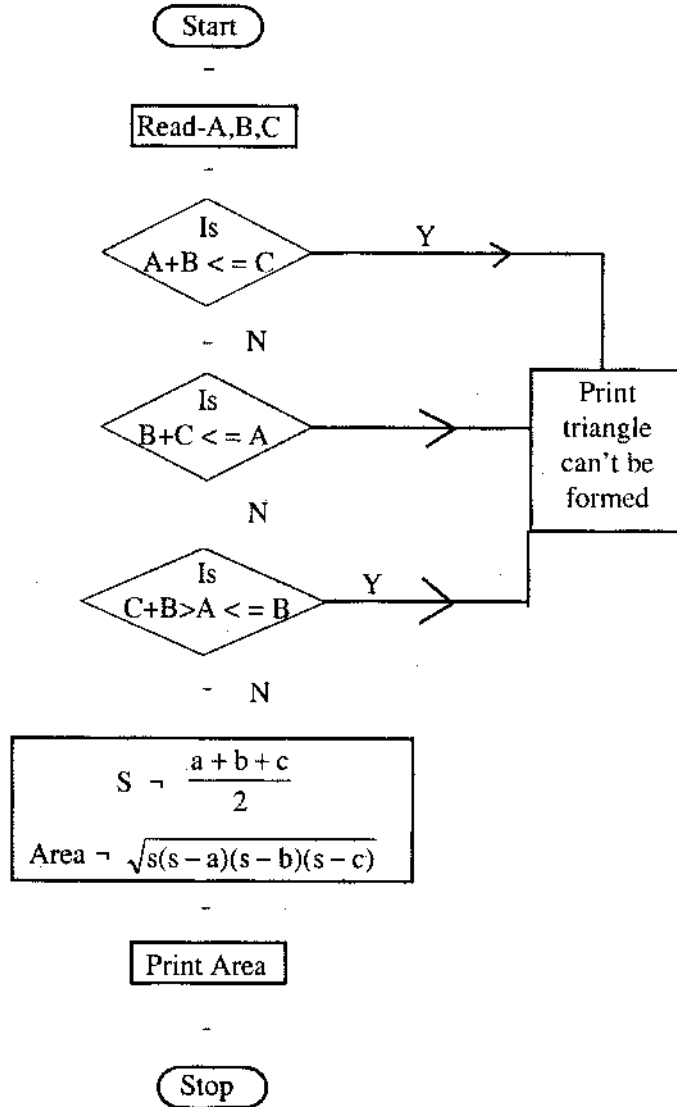 Start
Read-A,B,C
Is
A+B < = C
Y
N
Is
B+C < = A
Print
triangle
can't be
formed
N
Is
C+B>A < = B
Y
N
S ¬ a + b + c
2
Area ¬ √s(s – a)(s – b)(s – c)
Print Area
Stop